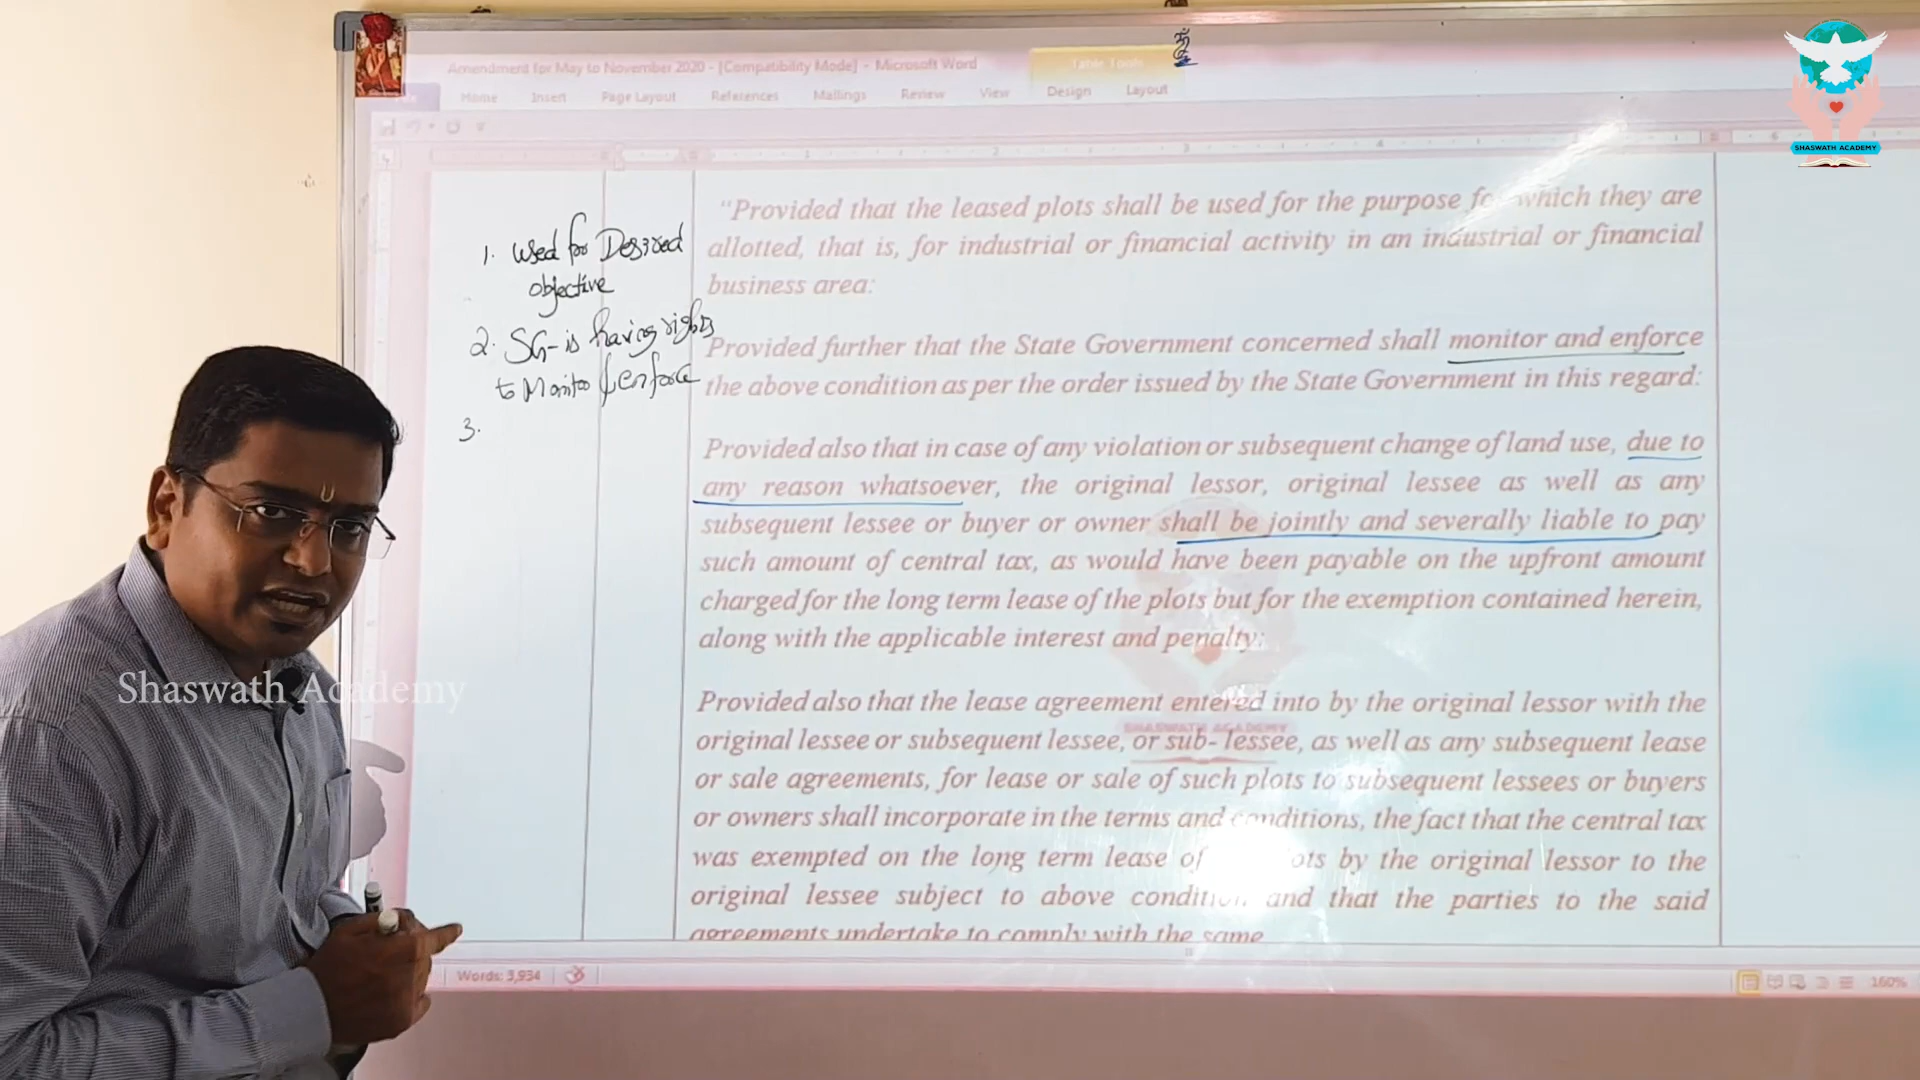 Amendment for May to November 2020 - [Compatibility Mode] - Microsoft Word
Table Tools
Home Insert Page Layout References Mailings Review View Design Layout
SHASWATH ACADEMY
"Provided that the leased plots shall be used for the purpose which they are
allotted, that is, for industrial or financial activity in an industrial or financial
business area:
Provided further that the State Government concerned shall monitor and enforce
the above condition as per the order issued by the State Government in this regard:
Provided also that in case of any violation or subsequent change of land use, due to
any reason whatsoever, the original lessor, original lessee as well as any
subsequent lessee or buyer or owner shall be jointly and severally liable to pay
such amount of central tax, as would have been payable on the upfront amount
charged for the long term lease of the plots but for the exemption contained herein,
along with the applicable interest and penalty:
Provided also that the lease agreement entered into by the original lessor with the
original lessee or subsequent lessee, or sub- lessee, as well as any subsequent lease
or sale agreements, for lease or sale of such plots to subsequent lessees or buyers
or owners shall incorporate in the terms and conditions, the fact that the central tax
was exempted on the long term lease of by the original lessor to the
original lessee subject to above and that the parties to the said
agreements undertake to comply with the same
1. Used for Desired
objective
2. SG- is having rights
to Monitor & enforce
3.
Shaswath Academy
SHASWATH ACADEMY
Words: 3,934
160%